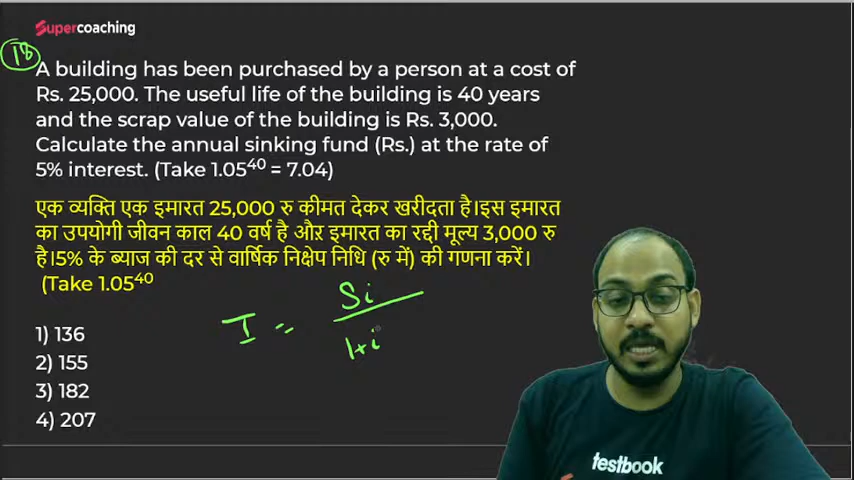 Supercoaching
18
A building has been purchased by a person at a cost of
Rs. 25,000. The useful life of the building is 40 years
and the scrap value of the building is Rs. 3,000.
Calculate the annual sinking fund (Rs.) at the rate of
5% interest. (Take 1.05⁴⁰ = 7.04)
एक व्यक्ति एक इमारत 25,000 रु कीमत देकर खरीदता है।इस इमारत
का उपयोगी जीवन काल 40 वर्ष है औऱ इमारत का रद्दी मूल्य 3,000 रु
है।5% के ब्याज की दर से वार्षिक निक्षेप निधि (रु में) की गणना करें।
(Take 1.05⁴⁰
I = Si
1+i
1) 136
2) 155
3) 182
4) 207
testbook